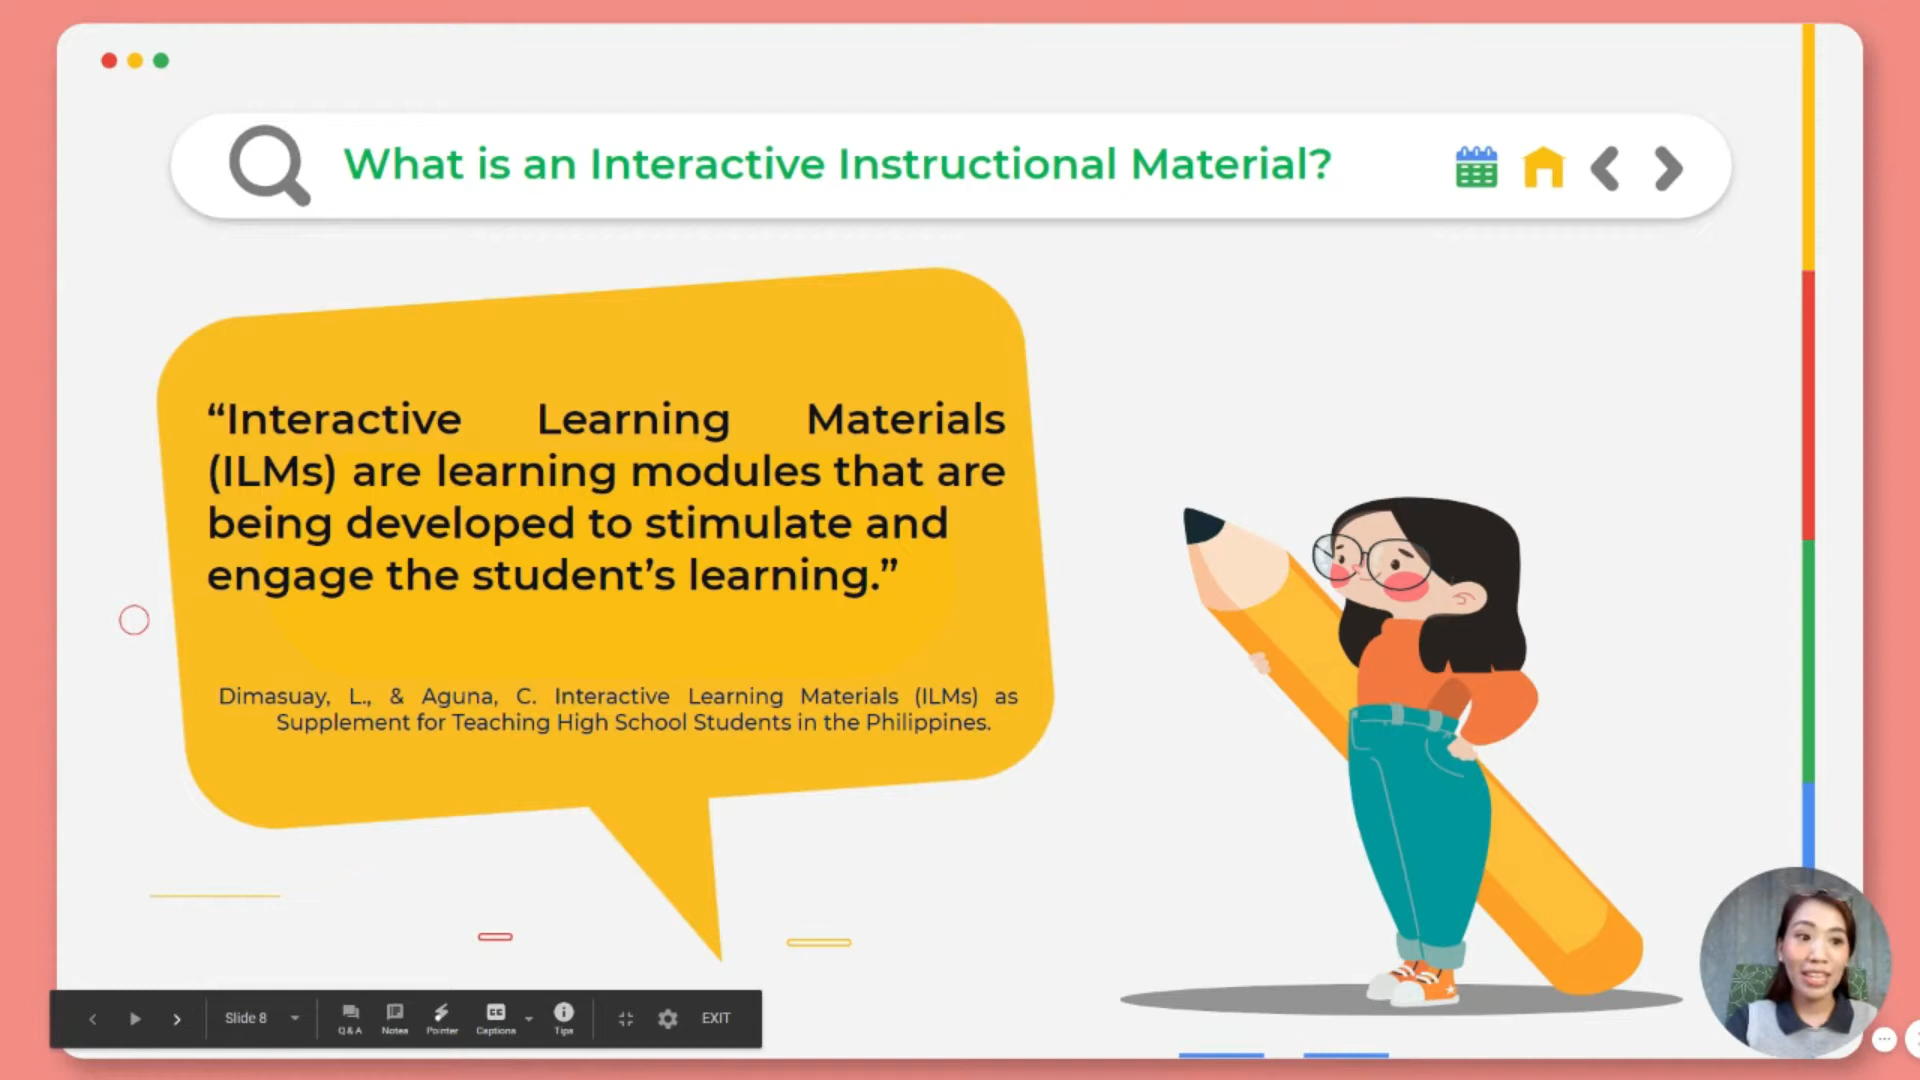 What is an Interactive Instructional Material?
“Interactive Learning Materials
(ILMs) are learning modules that are
being developed to stimulate and
engage the student’s learning.”
Dimasuay, L., & Aguna, C. Interactive Learning Materials (ILMs) as
Supplement for Teaching High School Students in the Philippines.
Slide 8
Q & A
Notes
Pointer
CC
Captions
Tips
EXIT